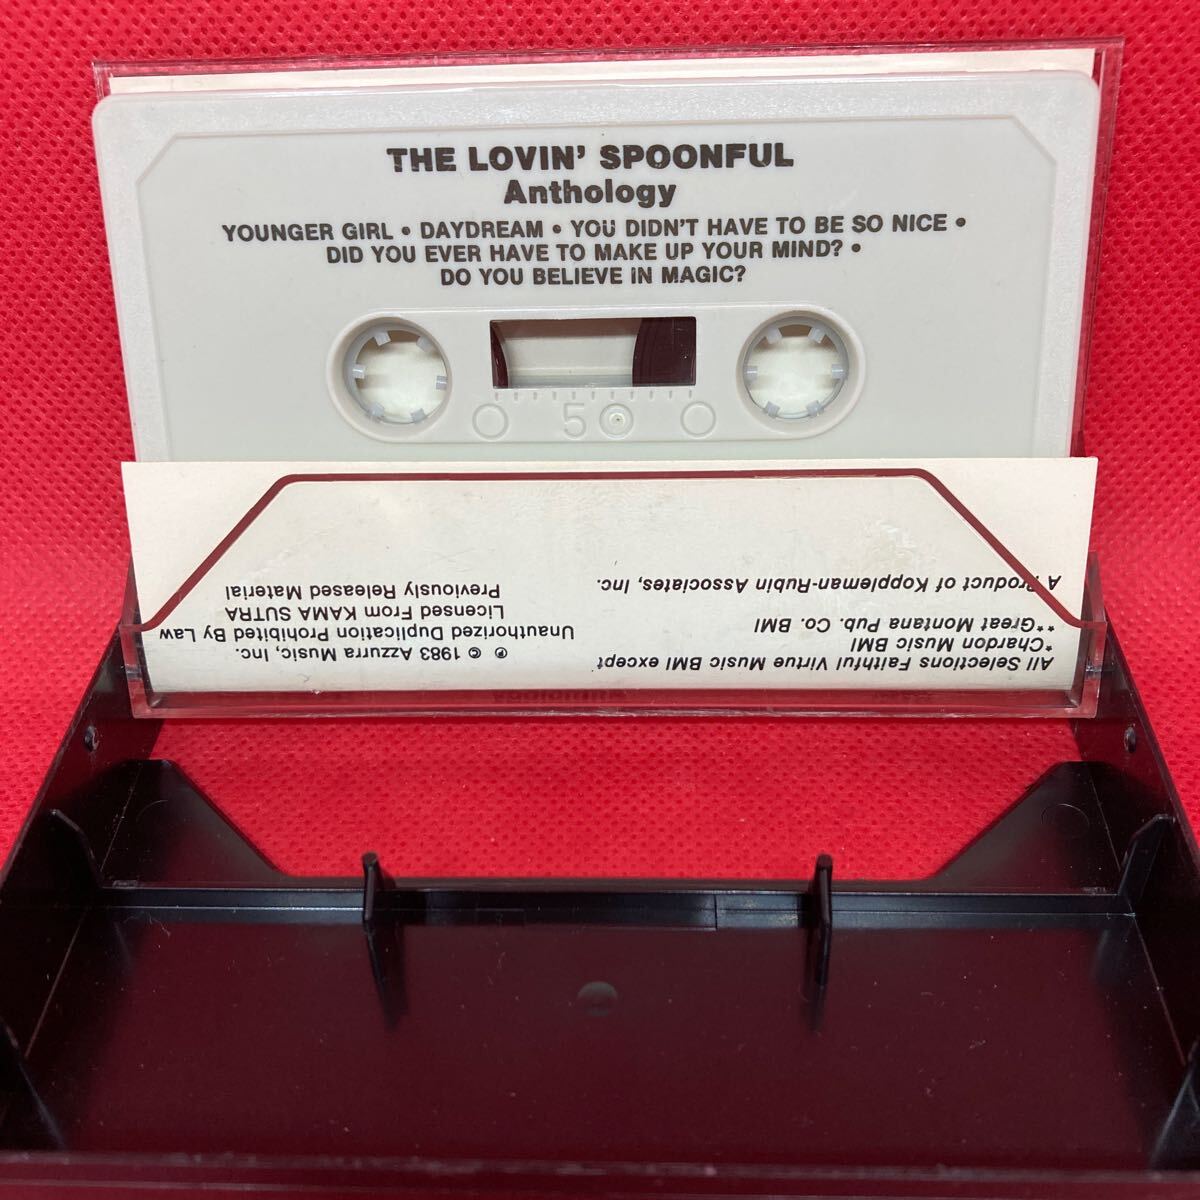 THE LOVIN' SPOONFUL
Anthology
YOUNGER GIRL • DAYDREAM • YOU DIDN'T HAVE TO BE SO NICE •
DID YOU EVER HAVE TO MAKE UP YOUR MIND? •
DO YOU BELIEVE IN MAGIC?
50
All Selections Faithful Virtue Music BMI except
*Chardon Music BMI
**Great Montana Pub. Co. BMI
A Product of Koppleman-Rubin Associates, Inc.
℗ © 1983 Azzurra Music, Inc.
Unauthorized Duplication Prohibited By Law
Licensed From KAMA SUTRA
Previously Released Material